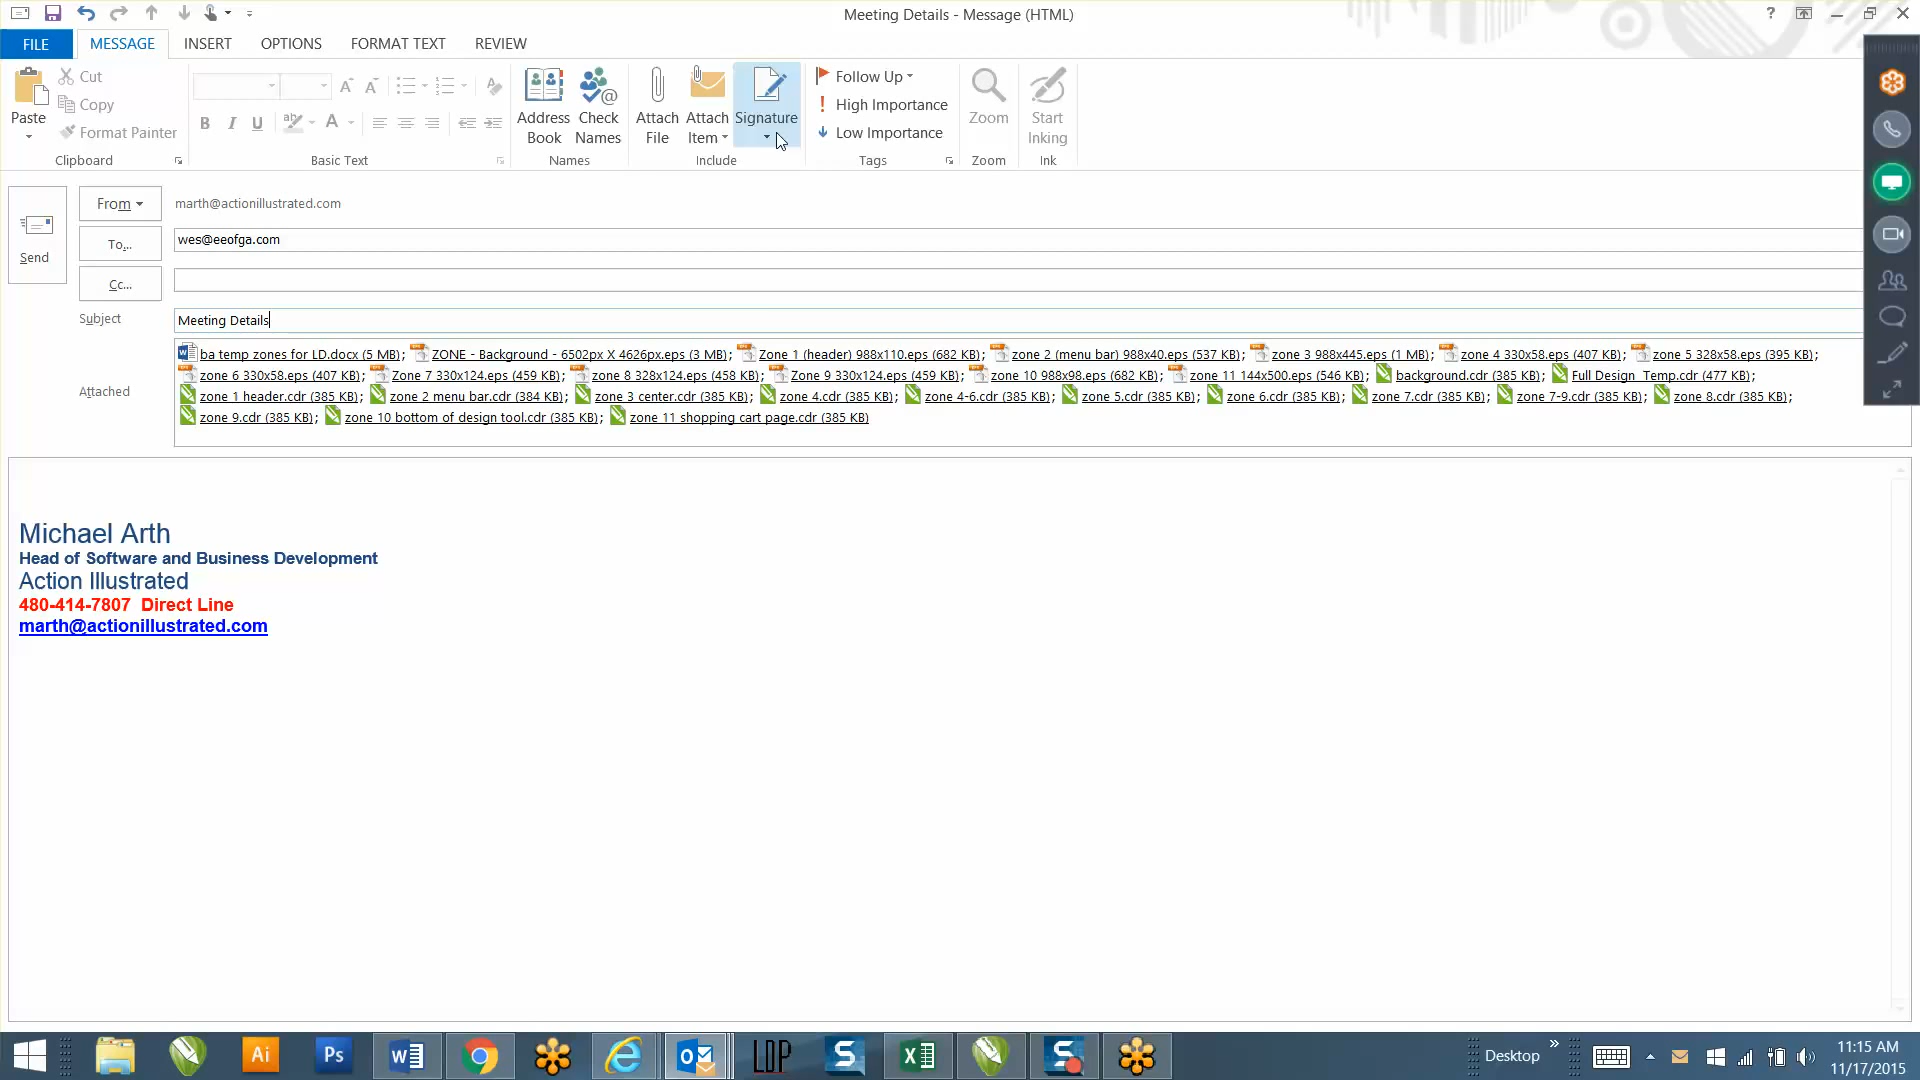 Meeting Details - Message (HTML)
?
FILE MESSAGE INSERT OPTIONS FORMAT TEXT REVIEW
Paste
Cut
Copy
Format Painter
Clipboard
B I U
Basic Text
Address Book
Check Names
Names
Attach File
Attach Item
Signature
Include
Follow Up
High Importance
Low Importance
Tags
Zoom
Zoom
Start Inking
Ink
Send
From marth@actionillustrated.com
To... wes@eeofga.com
Cc...
Subject Meeting Details
Attached
ba temp zones for LD.docx (5 MB); ZONE - Background - 6502px X 4626px.eps (3 MB); Zone 1 (header) 988x110.eps (682 KB); zone 2 (menu bar) 988x40.eps (537 KB); zone 3 988x445.eps (1 MB); zone 4 330x58.eps (407 KB); zone 5 328x58.eps (395 KB);
zone 6 330x58.eps (407 KB); Zone 7 330x124.eps (459 KB); zone 8 328x124.eps (458 KB); Zone 9 330x124.eps (459 KB); zone 10 988x98.eps (682 KB); zone 11 144x500.eps (546 KB); background.cdr (385 KB); Full Design Temp.cdr (477 KB);
zone 1 header.cdr (385 KB); zone 2 menu bar.cdr (384 KB); zone 3 center.cdr (385 KB); zone 4.cdr (385 KB); zone 4-6.cdr (385 KB); zone 5.cdr (385 KB); zone 6.cdr (385 KB); zone 7.cdr (385 KB); zone 7-9.cdr (385 KB); zone 8.cdr (385 KB);
zone 9.cdr (385 KB); zone 10 bottom of design tool.cdr (385 KB); zone 11 shopping cart page.cdr (385 KB)
Michael Arth
Head of Software and Business Development
Action Illustrated
480-414-7807 Direct Line
marth@actionillustrated.com
Ai
Ps
LDP
S
S
Desktop
11:15 AM
11/17/2015